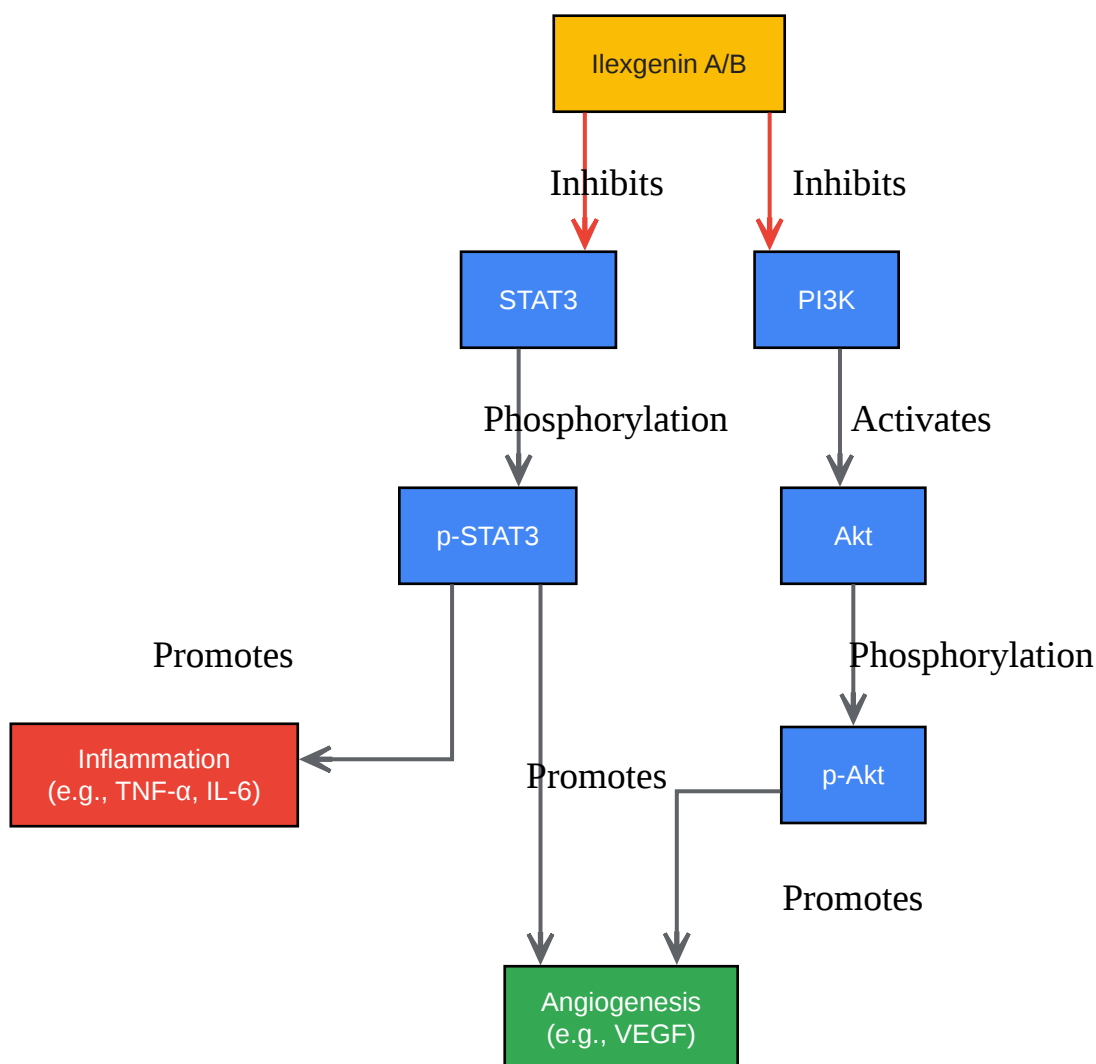 Ilexgenin A/B
Inhibits
Inhibits
STAT3
PI3K
Phosphorylation
Activates
p-STAT3
Akt
Promotes
Phosphorylation
Inflammation
(e.g., TNF-α, IL-6)
Promotes
p-Akt
Promotes
Angiogenesis
(e.g., VEGF)